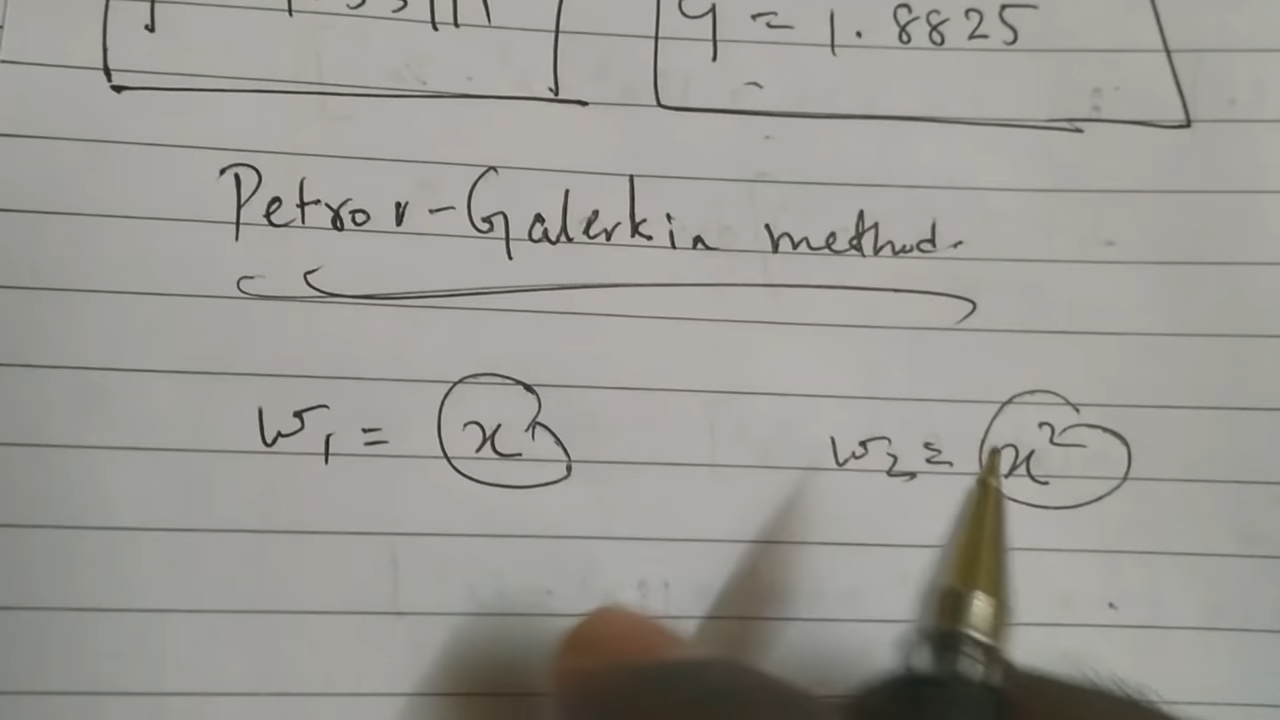 y = 1.8825
Petrov-Galerkin method.
w₁ = x w₂ = x²